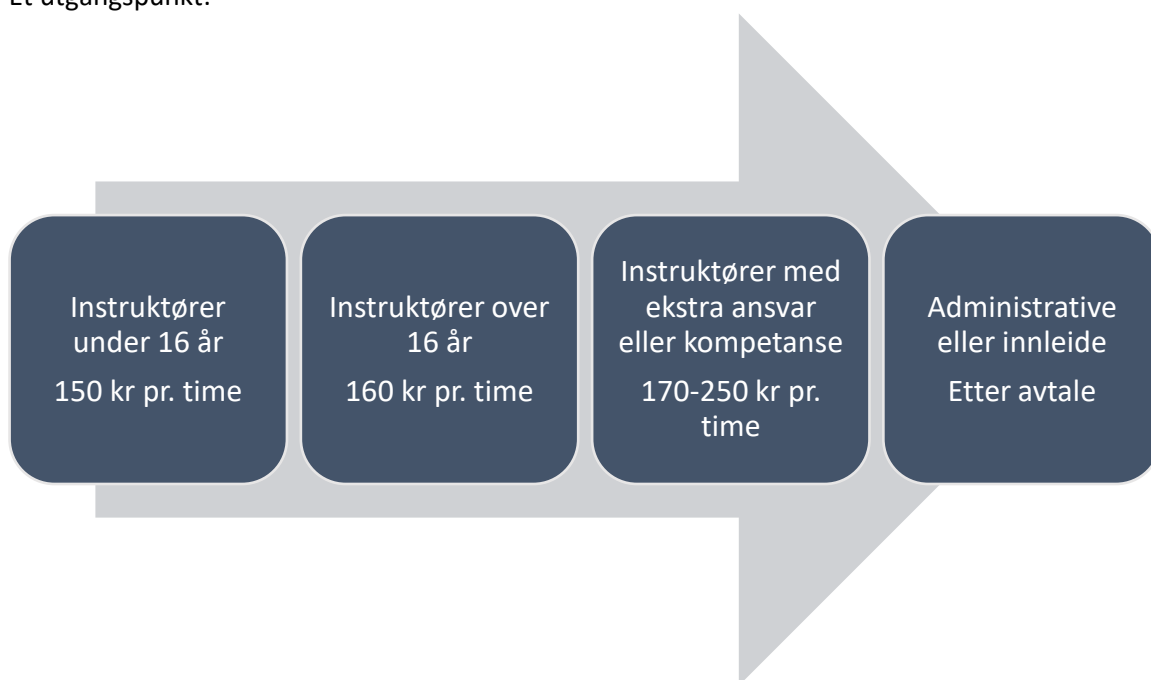 Et utgangspunkt:
Instruktører
under 16 år
150 kr pr. time
Instruktører over
16 år
160 kr pr. time
Instruktører med
ekstra ansvar
eller kompetanse
170-250 kr pr.
time
Administrative
eller innleide
Etter avtale